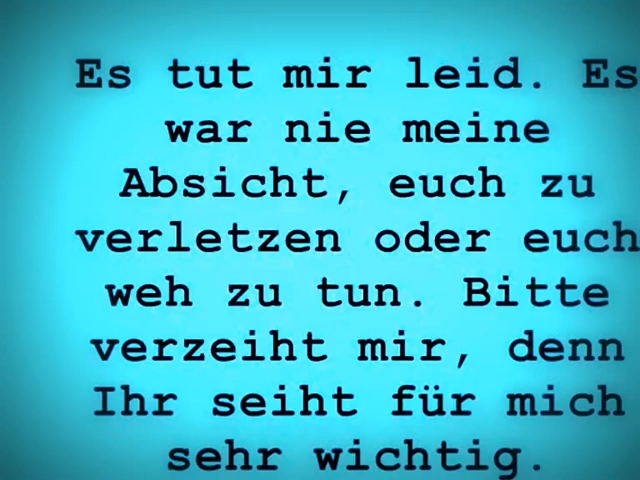 Es tut mir leid. Es
war nie meine
Absicht, euch zu
verletzen oder euch
weh zu tun. Bitte
verzeiht mir, denn
Ihr seiht für mich
sehr wichtig.